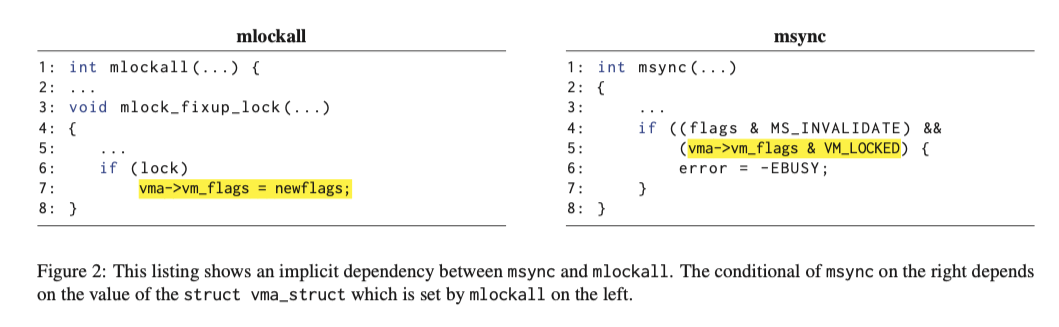 mlockall
1: int mlockall(...) {
2: ...
3: void mlock_fixup_lock(...)
4: {
5:     ...
6:     if (lock)
7:         vma->vm_flags = newflags;
8: }
msync
1: int msync(...)
2: {
3:     ...
4:     if ((flags & MS_INVALIDATE) &&
5:         (vma->vm_flags & VM_LOCKED) {
6:         error = -EBUSY;
7:     }
8: }
Figure 2: This listing shows an implicit dependency between msync and mlockall. The conditional of msync on the right depends
on the value of the struct vma_struct which is set by mlockall on the left.